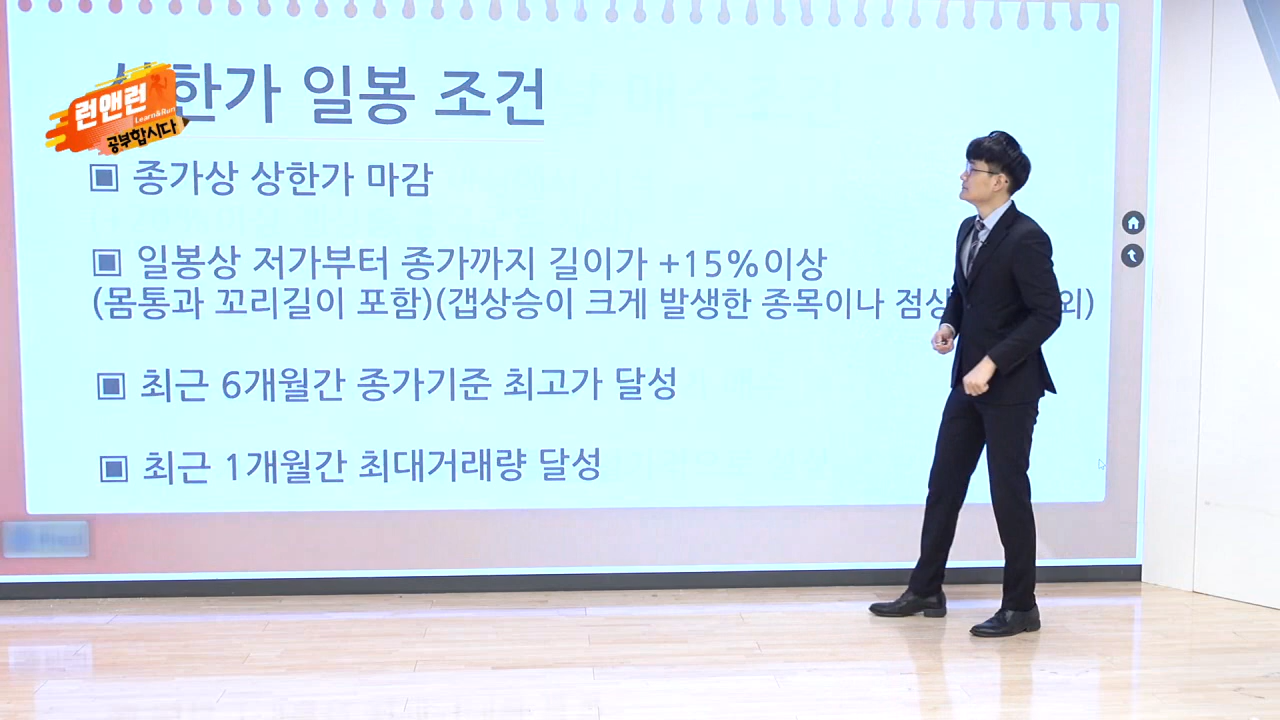 런앤런
Learn&Run
공부합시다
상한가 일봉 조건
▣ 종가상 상한가 마감
▣ 일봉상 저가부터 종가까지 길이가 +15%이상
(몸통과 꼬리길이 포함)(갭상승이 크게 발생한 종목이나 점상 외)
▣ 최근 6개월간 종가기준 최고가 달성
▣ 최근 1개월간 최대거래량 달성